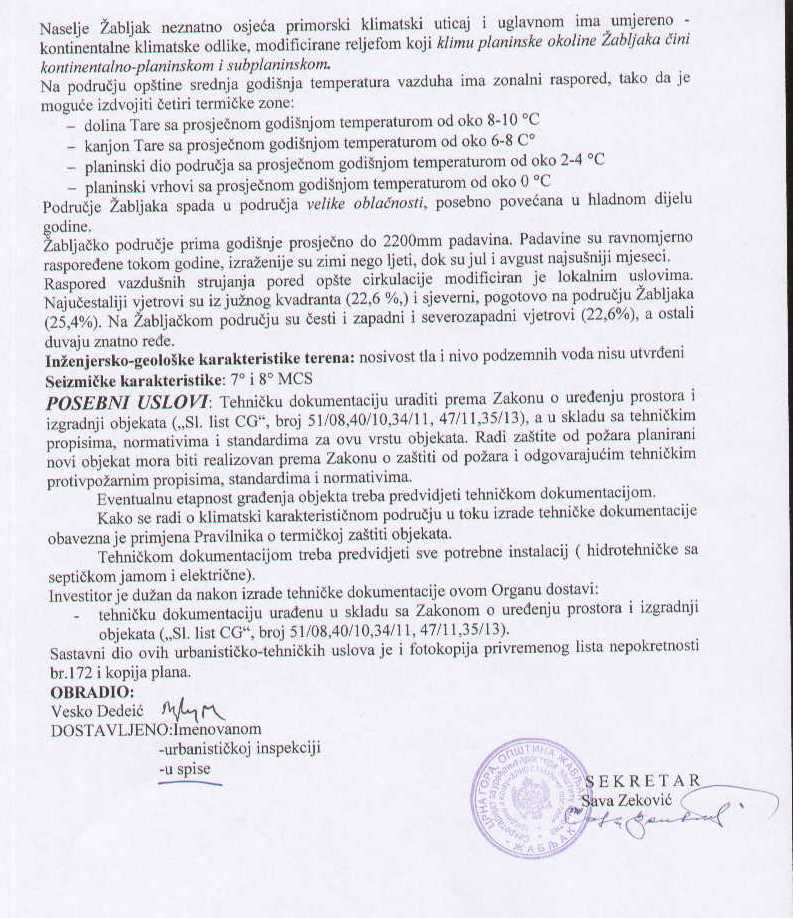 Naselje Žabljak neznatno osjeća primorski klimatski uticaj i uglavnom ima umjereno -
kontinentalne klimatske odlike, modificirane reljefom koji klimu planinske okoline Žabljaka čini
kontinentalno-planinskom i subplaninskom.
Na području opštine srednja godišnja temperatura vazduha ima zonalni raspored, tako da je
moguće izdvojiti četiri termičke zone:
– dolina Tare sa prosječnom godišnjom temperaturom od oko 8-10 °C
– kanjon Tare sa prosječnom godišnjom temperaturom od oko 6-8 C°
– planinski dio područja sa prosječnom godišnjom temperaturom od oko 2-4 °C
– planinski vrhovi sa prosječnom godišnjom temperaturom od oko 0 °C
Područje Žabljaka spada u područja velike oblačnosti, posebno povećana u hladnom dijelu
godine.
Žabljačko područje prima godišnje prosječno do 2200mm padavina. Padavine su ravnomjerno
raspoređene tokom godine, izraženije su zimi nego ljeti, dok su jul i avgust najsušniji mjeseci.
Raspored vazdušnih strujanja pored opšte cirkulacije modificiran je lokalnim uslovima.
Najučestaliji vjetrovi su iz južnog kvadranta (22,6 %,) i sjeverni, pogotovo na području Žabljaka
(25,4%). Na Žabljačkom području su česti i zapadni i severozapadni vjetrovi (22,6%), a ostali
duvaju znatno ređe.
Inženjersko-geološke karakteristike terena: nosivost tla i nivo podzemnih voda nisu utvrđeni
Seizmičke karakteristike: 7° i 8° MCS
POSEBNI USLOVI: Tehničku dokumentaciju uraditi prema Zakonu o uređenju prostora i
izgradnji objekata („Sl. list CG“, broj 51/08,40/10,34/11, 47/11,35/13), a u skladu sa tehničkim
propisima, normativima i standardima za ovu vrstu objekata. Radi zaštite od požara planirani
novi objekat mora biti realizovan prema Zakonu o zaštiti od požara i odgovarajućim tehničkim
protivpožarnim propisima, standardima i normativima.
Eventualnu etapnost građenja objekta treba predvidjeti tehničkom dokumentacijom.
Kako se radi o klimatski karakterističnom području u toku izrade tehničke dokumentacije
obavezna je primjena Pravilnika o termičkoj zaštiti objekata.
Tehničkom dokumentacijom treba predvidjeti sve potrebne instalacij ( hidrotehničke sa
septičkom jamom i električne).
Investitor je dužan da nakon izrade tehničke dokumentacije ovom Organu dostavi:
- tehničku dokumentaciju urađenu u skladu sa Zakonom o uređenju prostora i izgradnji
objekata („Sl. list CG“, broj 51/08,40/10,34/11, 47/11,35/13).
Sastavni dio ovih urbanističko-tehničkih uslova je i fotokopija privremenog lista nepokretnosti
br.172 i kopija plana.
OBRADIO:
Vesko Dedeić
DOSTAVLJENO:Imenovanom
-urbanističkoj inspekciji
-u spise
SEKRETAR
Sava Zeković
ЦРНА ГОРА, ОПШТИНА ЖАБЉАК
ЖАБЉАК